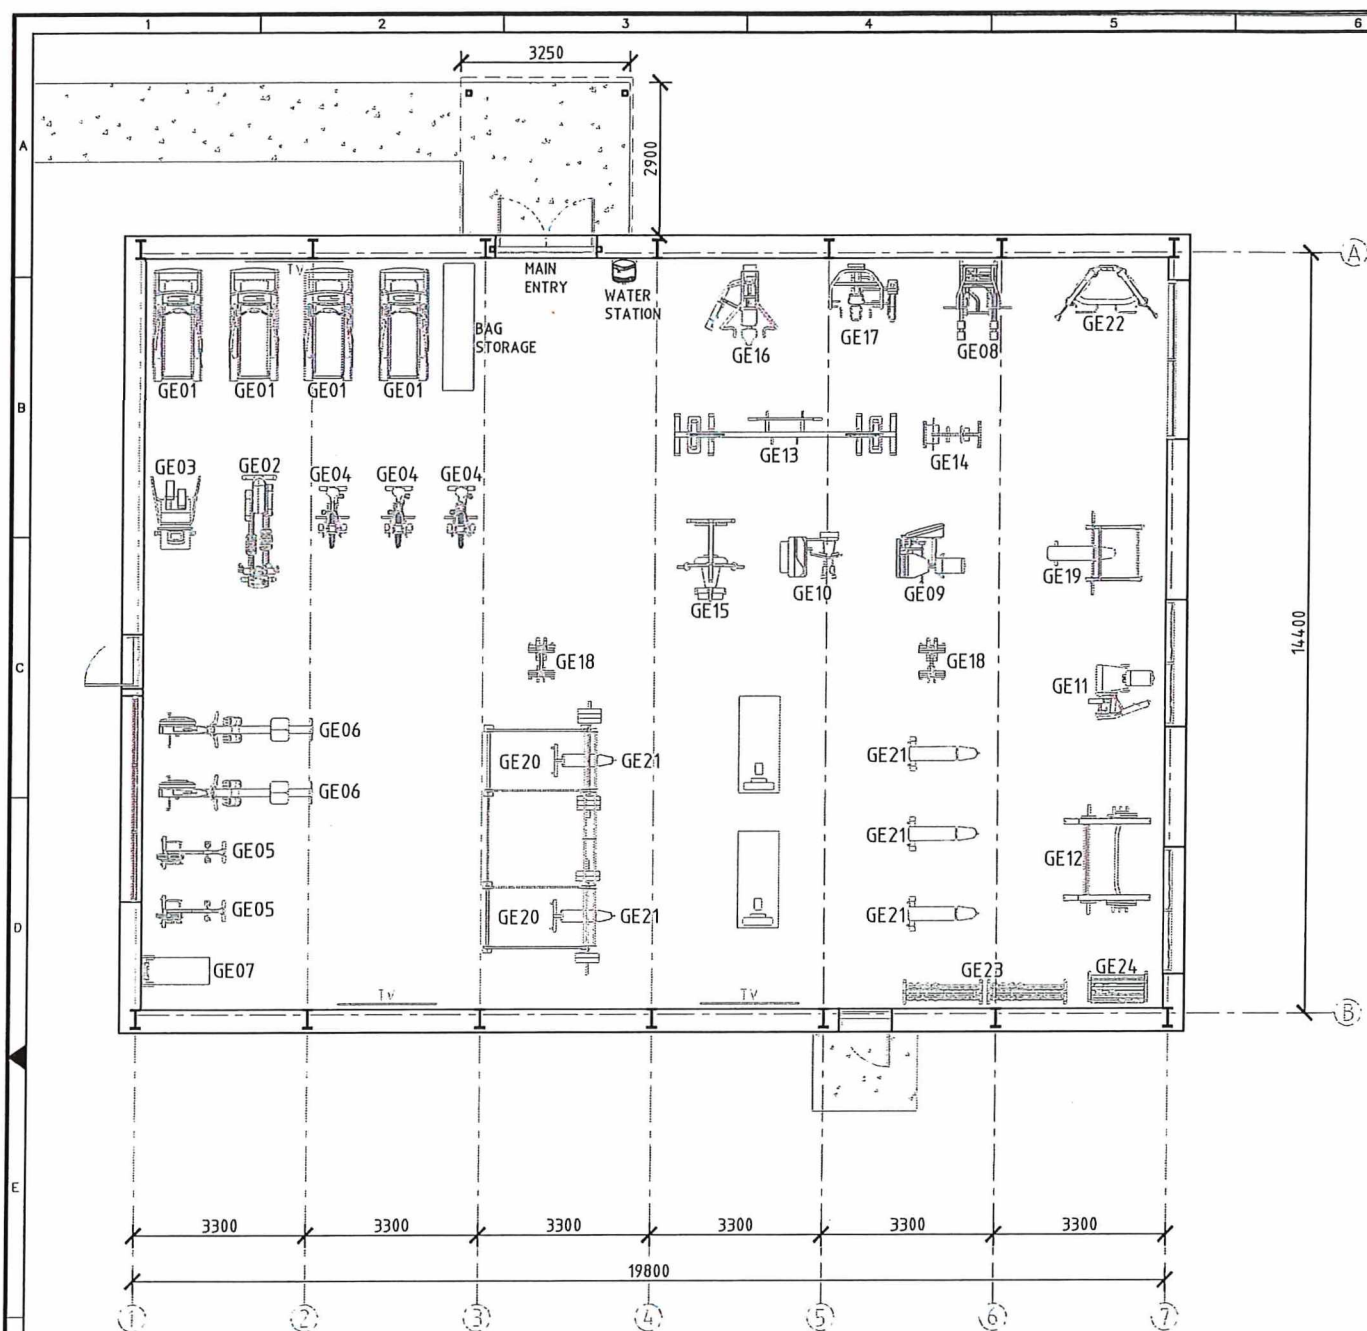 1 2 3 4 5 6
3250
A
2900
A
MAIN
ENTRY
WATER
STATION
TV
BAG
STORAGE
GE16
GE17
GE08
GE22
GE01 GE01 GE01 GE01
B
GE13
GE14
GE03
GE02
GE04 GE04 GE04
GE15
GE10
GE09
GE19
14400
C
GE18
GE18
GE11
GE06
GE20
GE21
GE21
GE06
GE05
GE21
GE12
GE05
GE20
GE21
GE21
D
GE07
GE23
GE24
TV
TV
B
E
3300 3300 3300 3300 3300 3300
19800
1 2 3 4 5 6 7